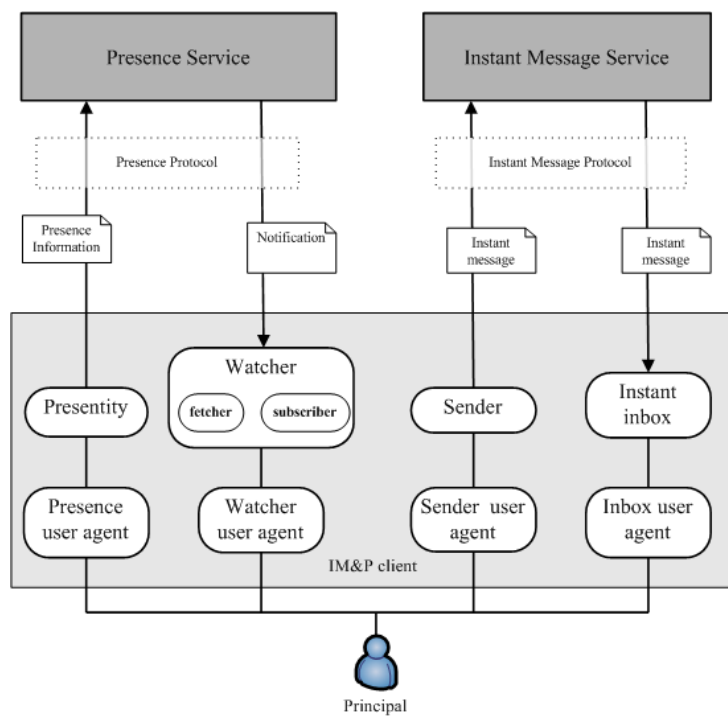 Presence Service
Instant Message Service
Presence Protocol
Instant Message Protocol
Presence
Information
Notification
Instant
message
Instant
message
Watcher
fetcher
subscriber
Presentity
Sender
Instant
inbox
Presence
user agent
Watcher
user agent
Sender user
agent
Inbox user
agent
IM&P client
Principal